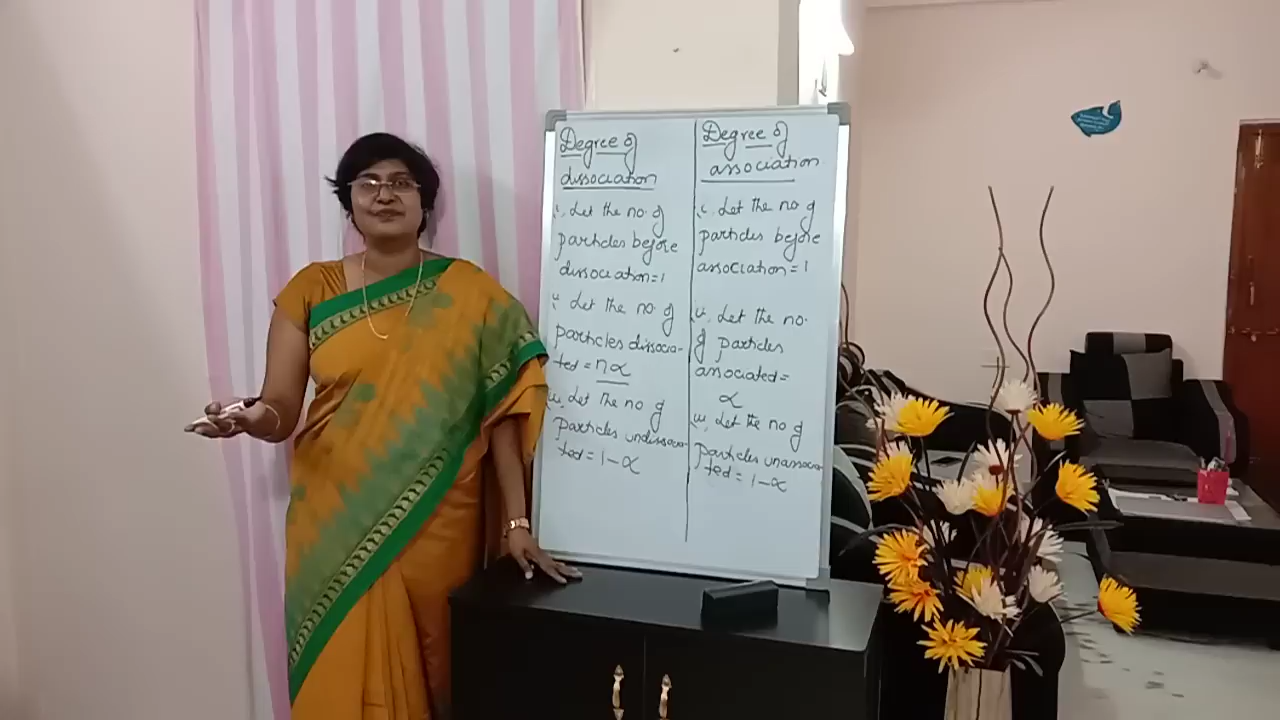 Degree of
dissociation
i, Let the no. of
particles before
dissociation = 1
ii, Let the no. of
particles dissocia-
ted = nα
iii, Let the no of
particles undissocia-
ted = 1-α
Degree of
association
i, Let the no of
particles before
association = 1
ii, Let the no.
of particles
associated =
α
iii, Let the no of
particles unassocia-
ted = 1-α